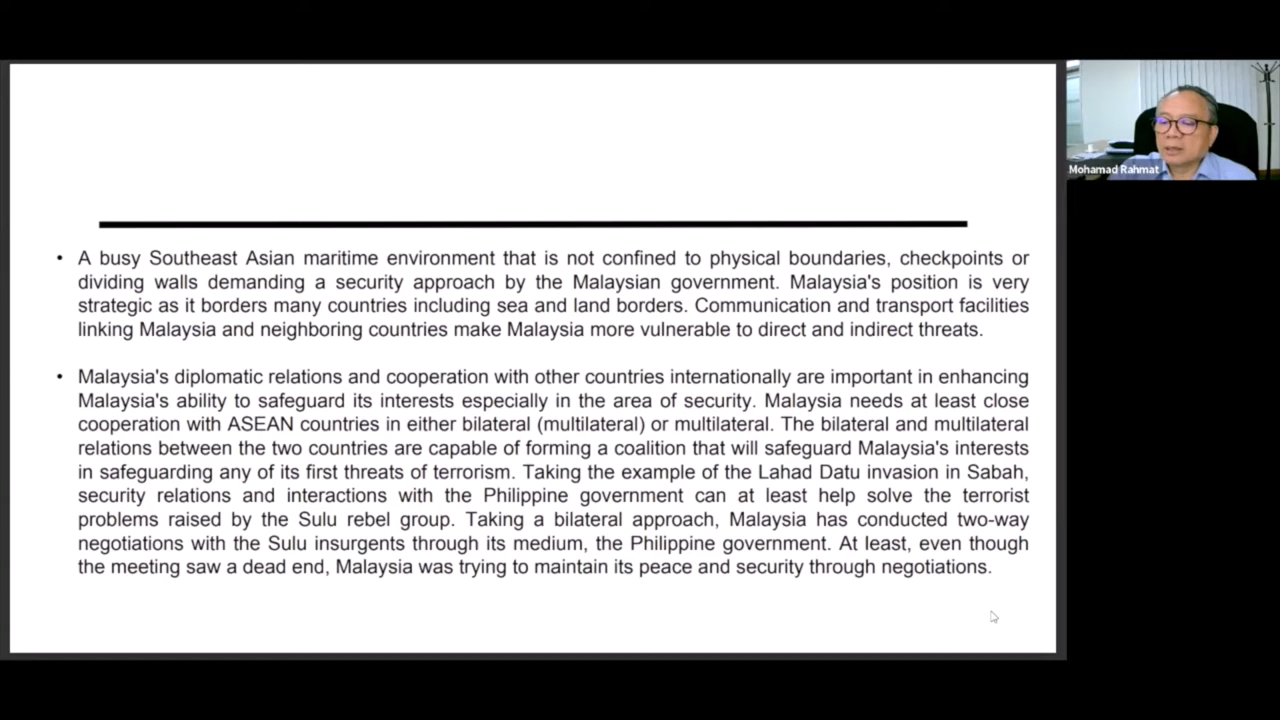 • A busy Southeast Asian maritime environment that is not confined to physical boundaries, checkpoints or
dividing walls demanding a security approach by the Malaysian government. Malaysia's position is very
strategic as it borders many countries including sea and land borders. Communication and transport facilities
linking Malaysia and neighboring countries make Malaysia more vulnerable to direct and indirect threats.
• Malaysia's diplomatic relations and cooperation with other countries internationally are important in enhancing
Malaysia's ability to safeguard its interests especially in the area of security. Malaysia needs at least close
cooperation with ASEAN countries in either bilateral (multilateral) or multilateral. The bilateral and multilateral
relations between the two countries are capable of forming a coalition that will safeguard Malaysia's interests
in safeguarding any of its first threats of terrorism. Taking the example of the Lahad Datu invasion in Sabah,
security relations and interactions with the Philippine government can at least help solve the terrorist
problems raised by the Sulu rebel group. Taking a bilateral approach, Malaysia has conducted two-way
negotiations with the Sulu insurgents through its medium, the Philippine government. At least, even though
the meeting saw a dead end, Malaysia was trying to maintain its peace and security through negotiations.
Mohamad Rahmat